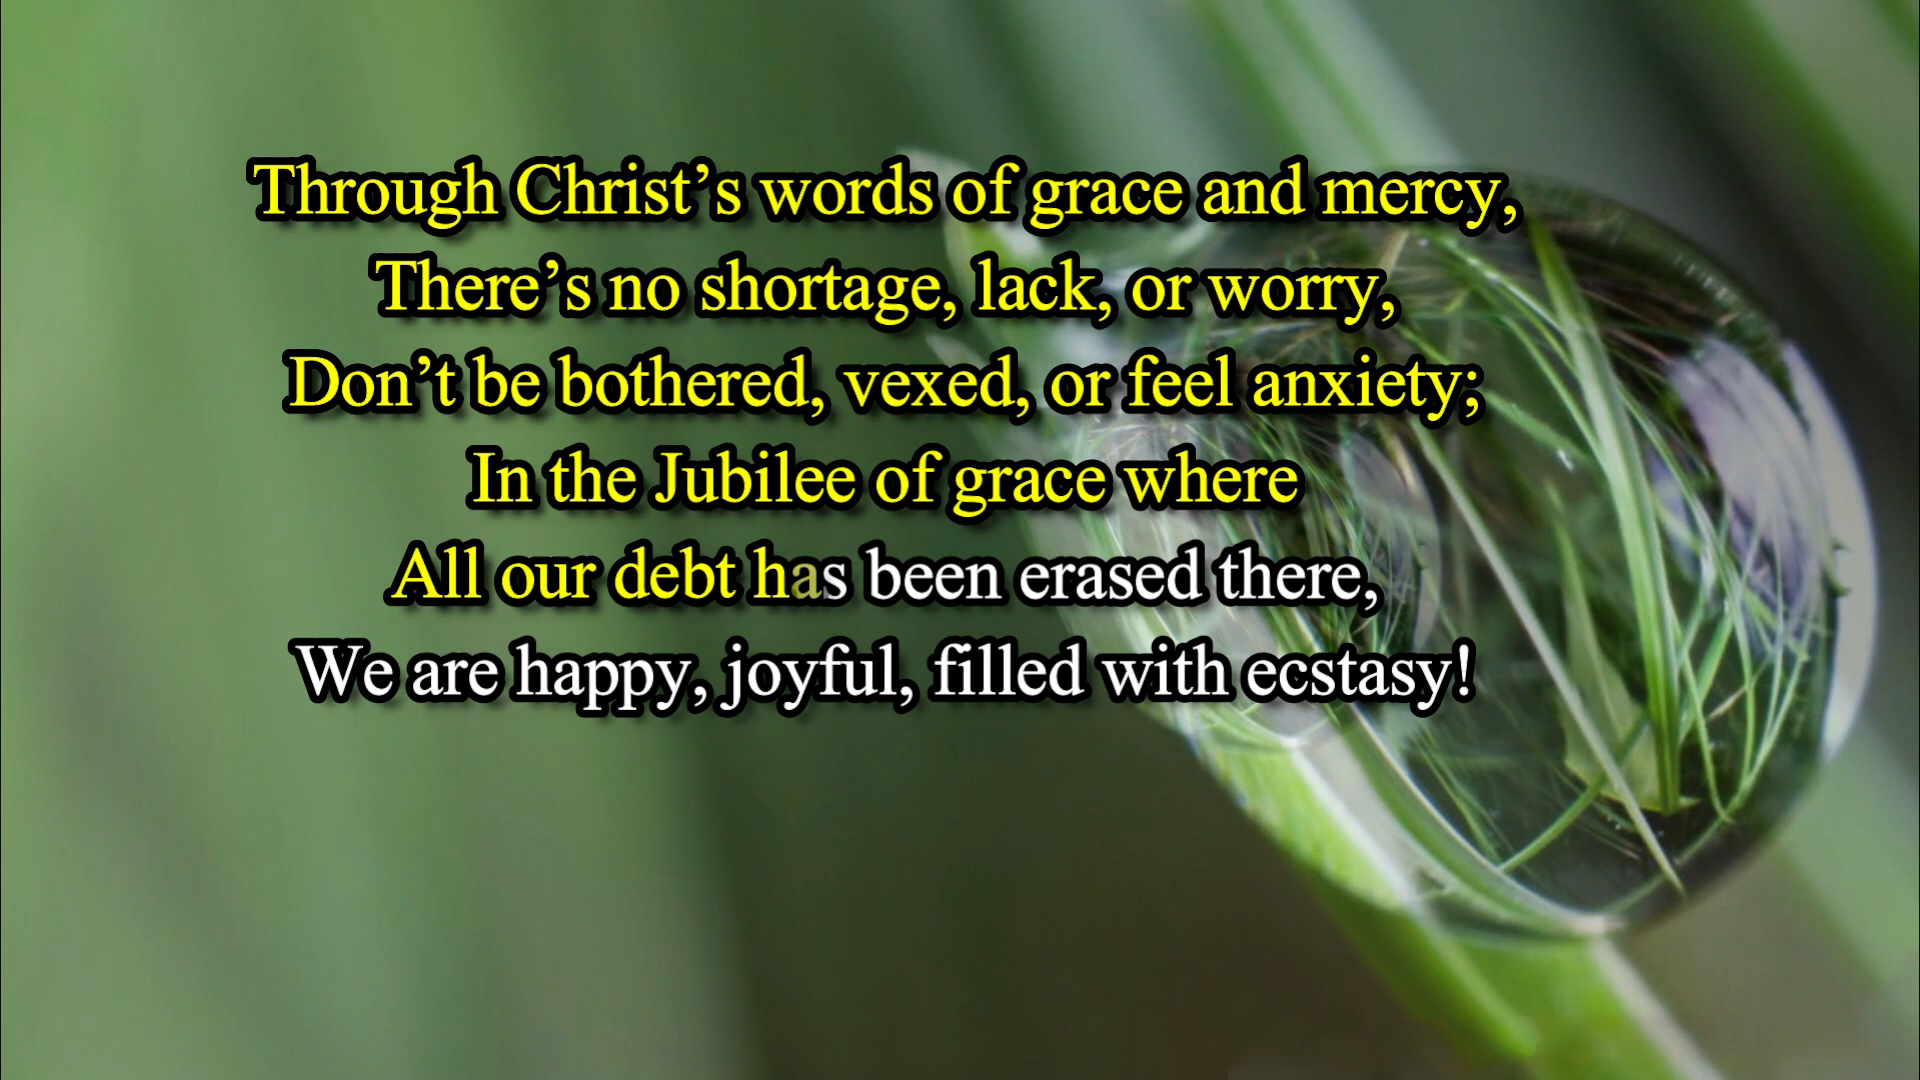 Through Christ’s words of grace and mercy,
There’s no shortage, lack, or worry,
Don’t be bothered, vexed, or feel anxiety;
In the Jubilee of grace where
All our debt has been erased there,
We are happy, joyful, filled with ecstasy!